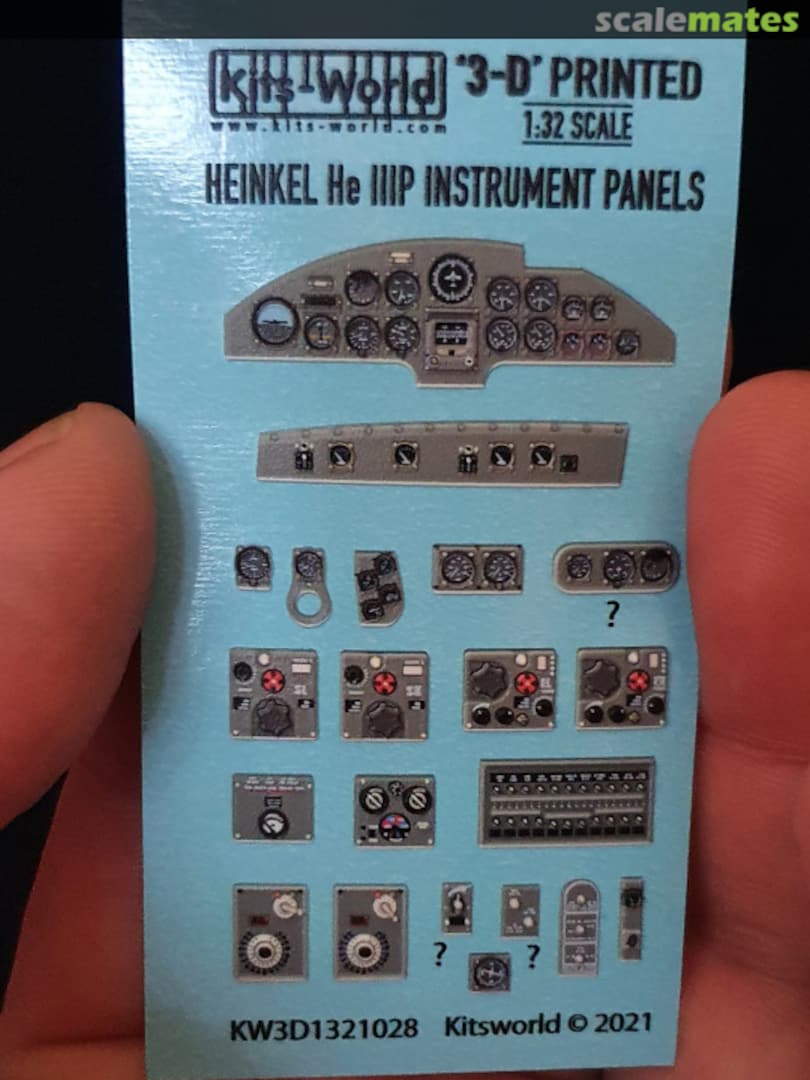 scalemates
Kits-World "3-D" PRINTED
www.kits-world.com
1:32 SCALE
HEINKEL He IIIP INSTRUMENT PANELS
?
?
?
KW3D1321028 Kitsworld © 2021